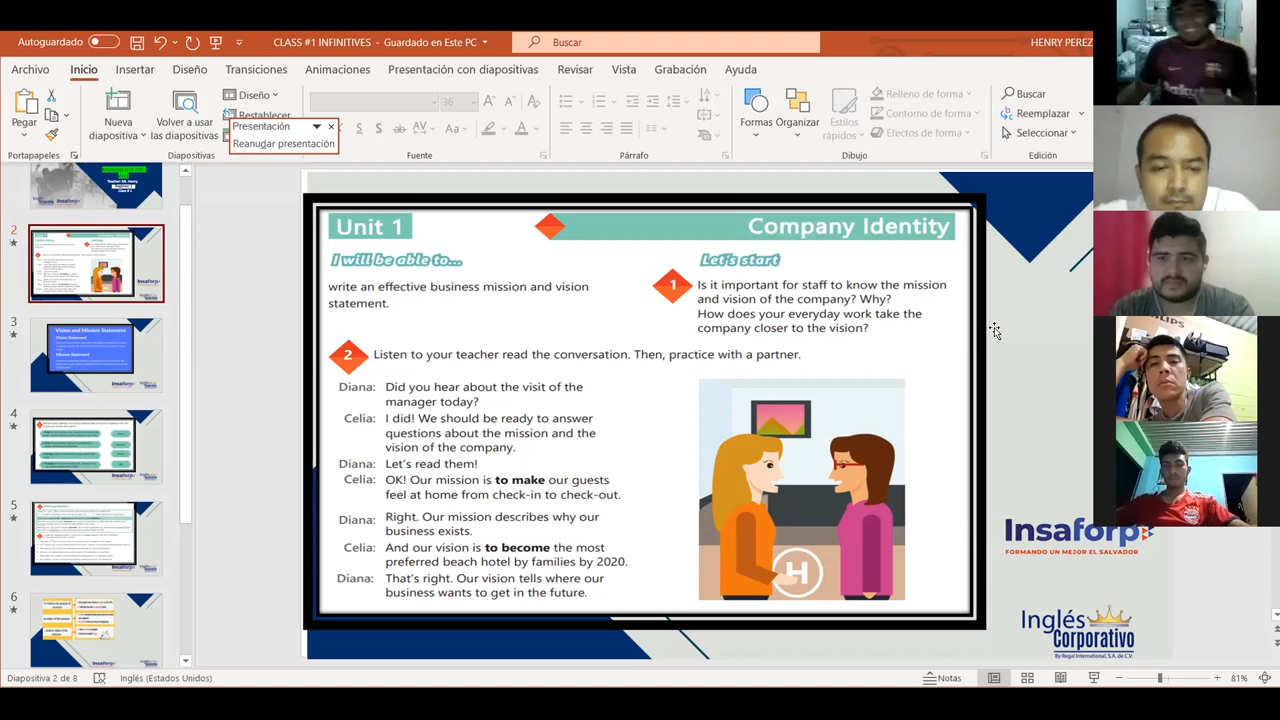 Autoguardado
CLASS #1 INFINITIVES - Guardado en Este PC
Buscar
HENRY PEREZ
Archivo
Inicio
Insertar
Diseño
Transiciones
Animaciones
Presentación con diapositivas
Revisar
Vista
Grabación
Ayuda
Pegar
Nueva
diapositiva
Volver a usar
las diapositivas
Diseño
Restablecer
Presentación
Reanudar presentación
36
Formas
Organizar
Estilos
rápidos
Relleno de forma
Contorno de forma
Efectos de forma
Buscar
Reemplazar
Seleccionar
Portapapeles
Diapositivas
Fuente
Párrafo
Dibujo
Edición
2
3
Vision and Mission Statement
Vision Statement
Mission Statement
4
5
6
Unit 1
Company Identity
I will be able to...
write an effective business mission and vision
statement.
Let's start
1
Is it important for staff to know the mission
and vision of the company? Why?
How does your everyday work take the
company closer to the vision?
2
Listen to your teacher read the conversation. Then, practice with a partner.
Diana: Did you hear about the visit of the
manager today?
Celia: I did! We should be ready to answer
questions about the mission and the
vision of the company.
Diana: Let's read them!
Celia: OK! Our mission is to make our guests
feel at home from check-in to check-out.
Diana: Right. Our mission describes why our
business exists.
Celia: And our vision is to become the most
preferred beach hotel by families by 2020.
Diana: That's right. Our vision tells where our
business wants to get in the future.
H
PHILIPS
Insaforp
FORMANDO UN MEJOR EL SALVADOR
Inglés
Corporativo
By Regal International, S.A. de C.V.
Diapositiva 2 de 8
Inglés (Estados Unidos)
Notas
81%